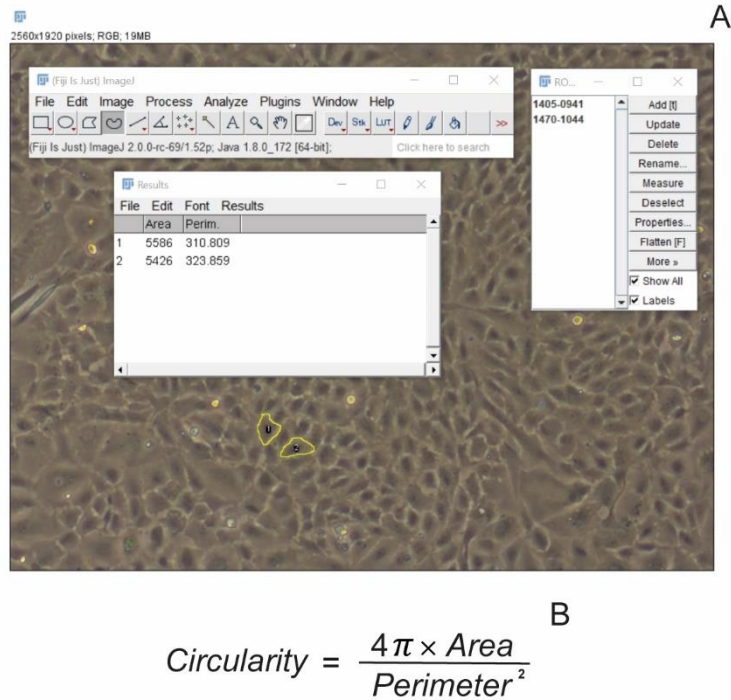 A
2560x1920 pixels; RGB; 19MB
(Fiji Is Just) ImageJ
File Edit Image Process Analyze Plugins Window Help
A Dev Stk LUT >>
(Fiji Is Just) ImageJ 2.0.0-rc-69/1.52p; Java 1.8.0_172 [64-bit]; Click here to search
RO...
1405-0941
1470-1044
Add [t]
Update
Delete
Rename...
Measure
Deselect
Properties...
Flatten [F]
More »
Show All
Labels
Results
File Edit Font Results
Area Perim.
1 5586 310.809
2 5426 323.859
1
2
B
Circularity = 4π × Area
Perimeter²